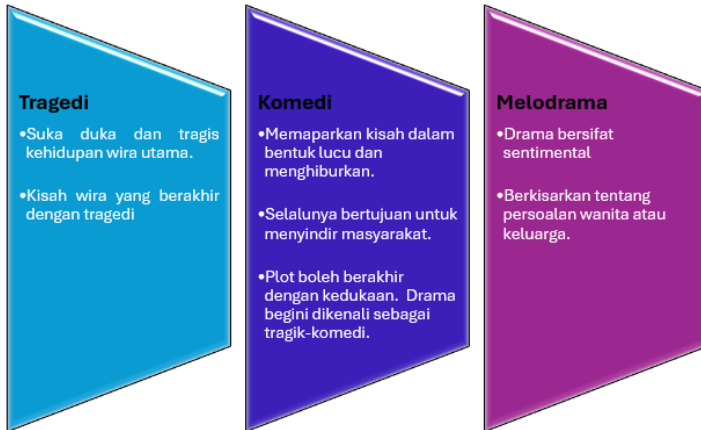 Tragedi
•Suka duka dan tragis
kehidupan wira utama.
•Kisah wira yang berakhir
dengan tragedi
Komedi
•Memaparkan kisah dalam
bentuk lucu dan
menghiburkan.
•Selalunya bertujuan untuk
menyindir masyarakat.
•Plot boleh berakhir
dengan kedukaan. Drama
begini dikenali sebagai
tragik-komedi.
Melodrama
•Drama bersifat
sentimental
•Berkisarkan tentang
persoalan wanita atau
keluarga.